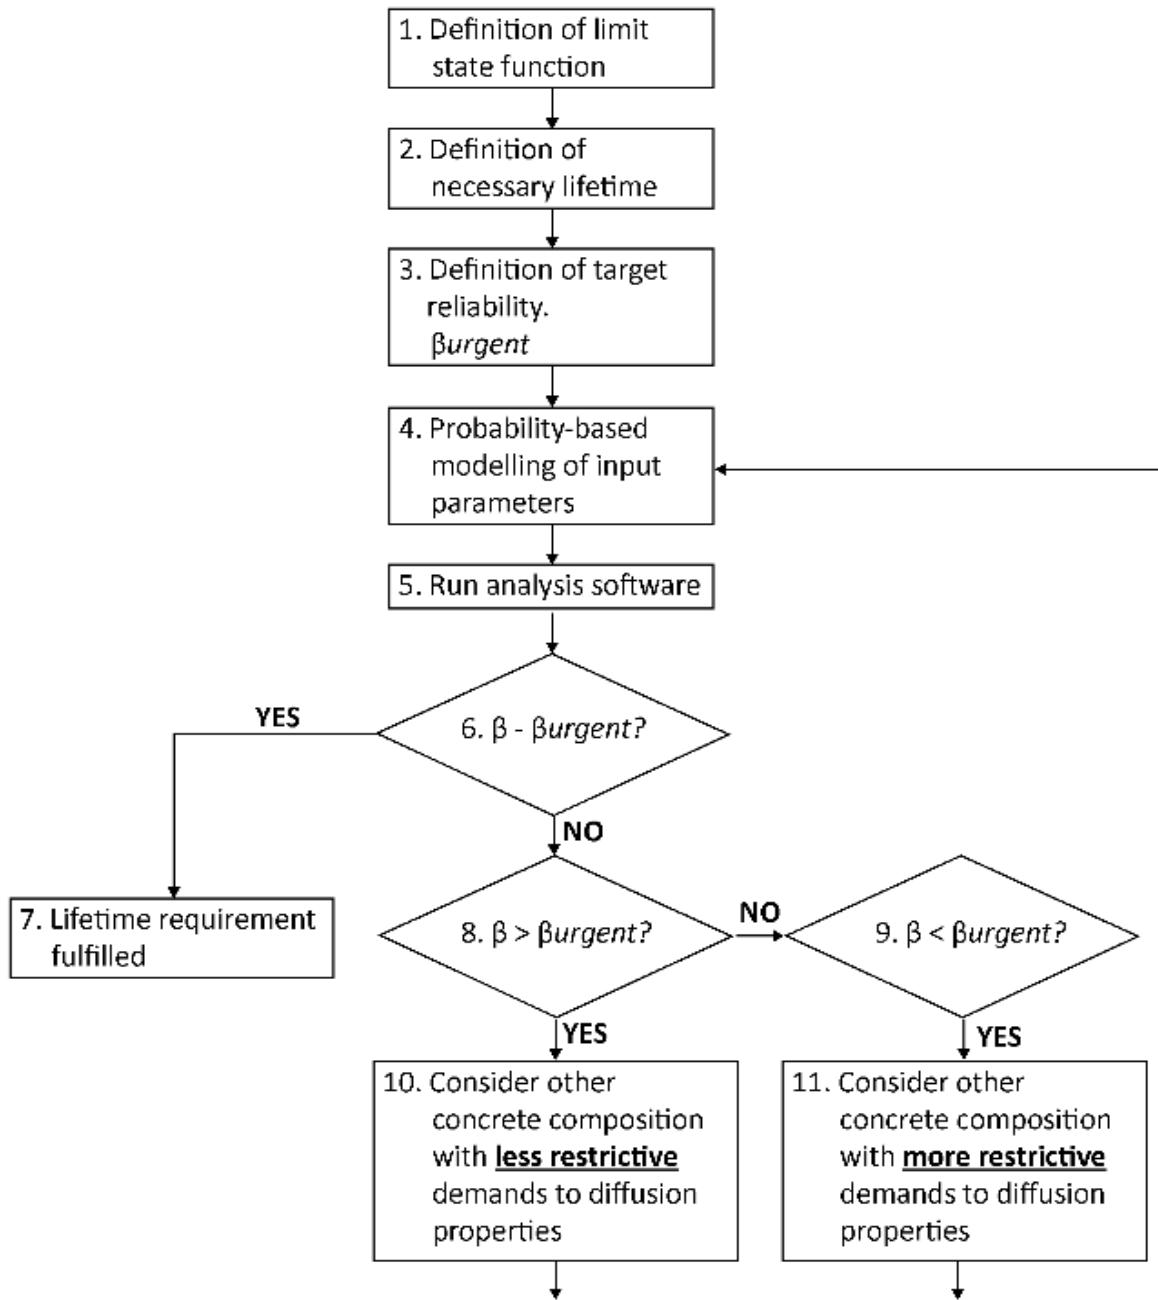 1. Definition of limit
state function
2. Definition of
necessary lifetime
3. Definition of target
reliability.
βurgent
4. Probability-based
modelling of input
parameters
5. Run analysis software
6. β - βurgent?
YES
NO
7. Lifetime requirement
fulfilled
8. β > βurgent?
NO
9. β < βurgent?
YES
YES
10. Consider other
concrete composition
with less restrictive
demands to diffusion
properties
11. Consider other
concrete composition
with more restrictive
demands to diffusion
properties